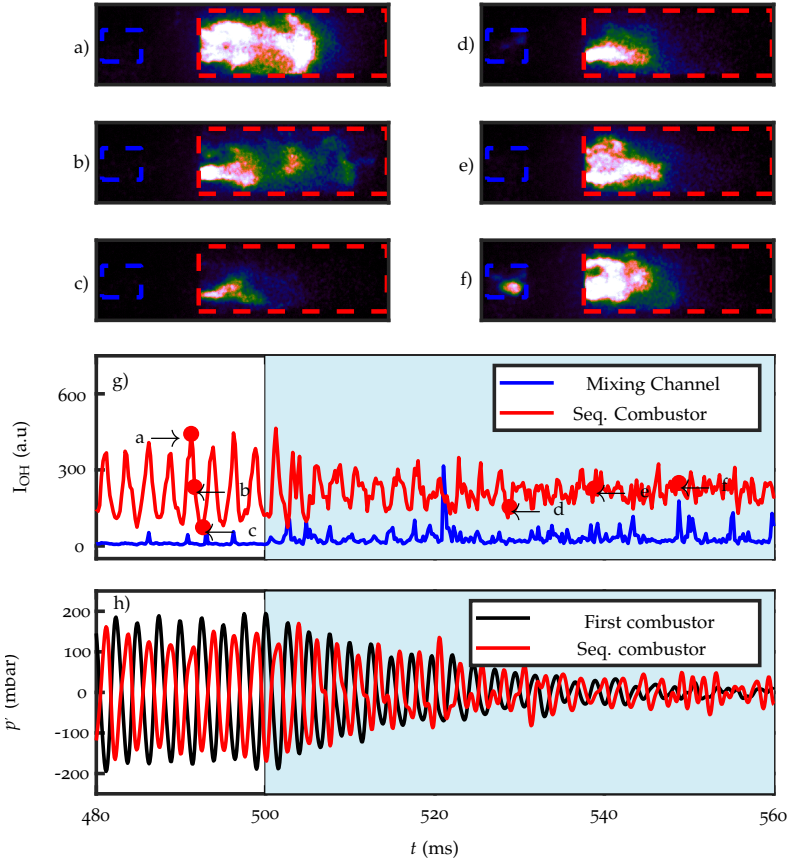 a)
d)
b)
e)
c)
f)
g)
Mixing Channel
Seq. Combustor
600
300
0
I_OH (a.u)
a
b
c
d
e
f
h)
First combustor
Seq. combustor
200
100
0
-100
-200
p′ (mbar)
480
500
520
540
560
t (ms)